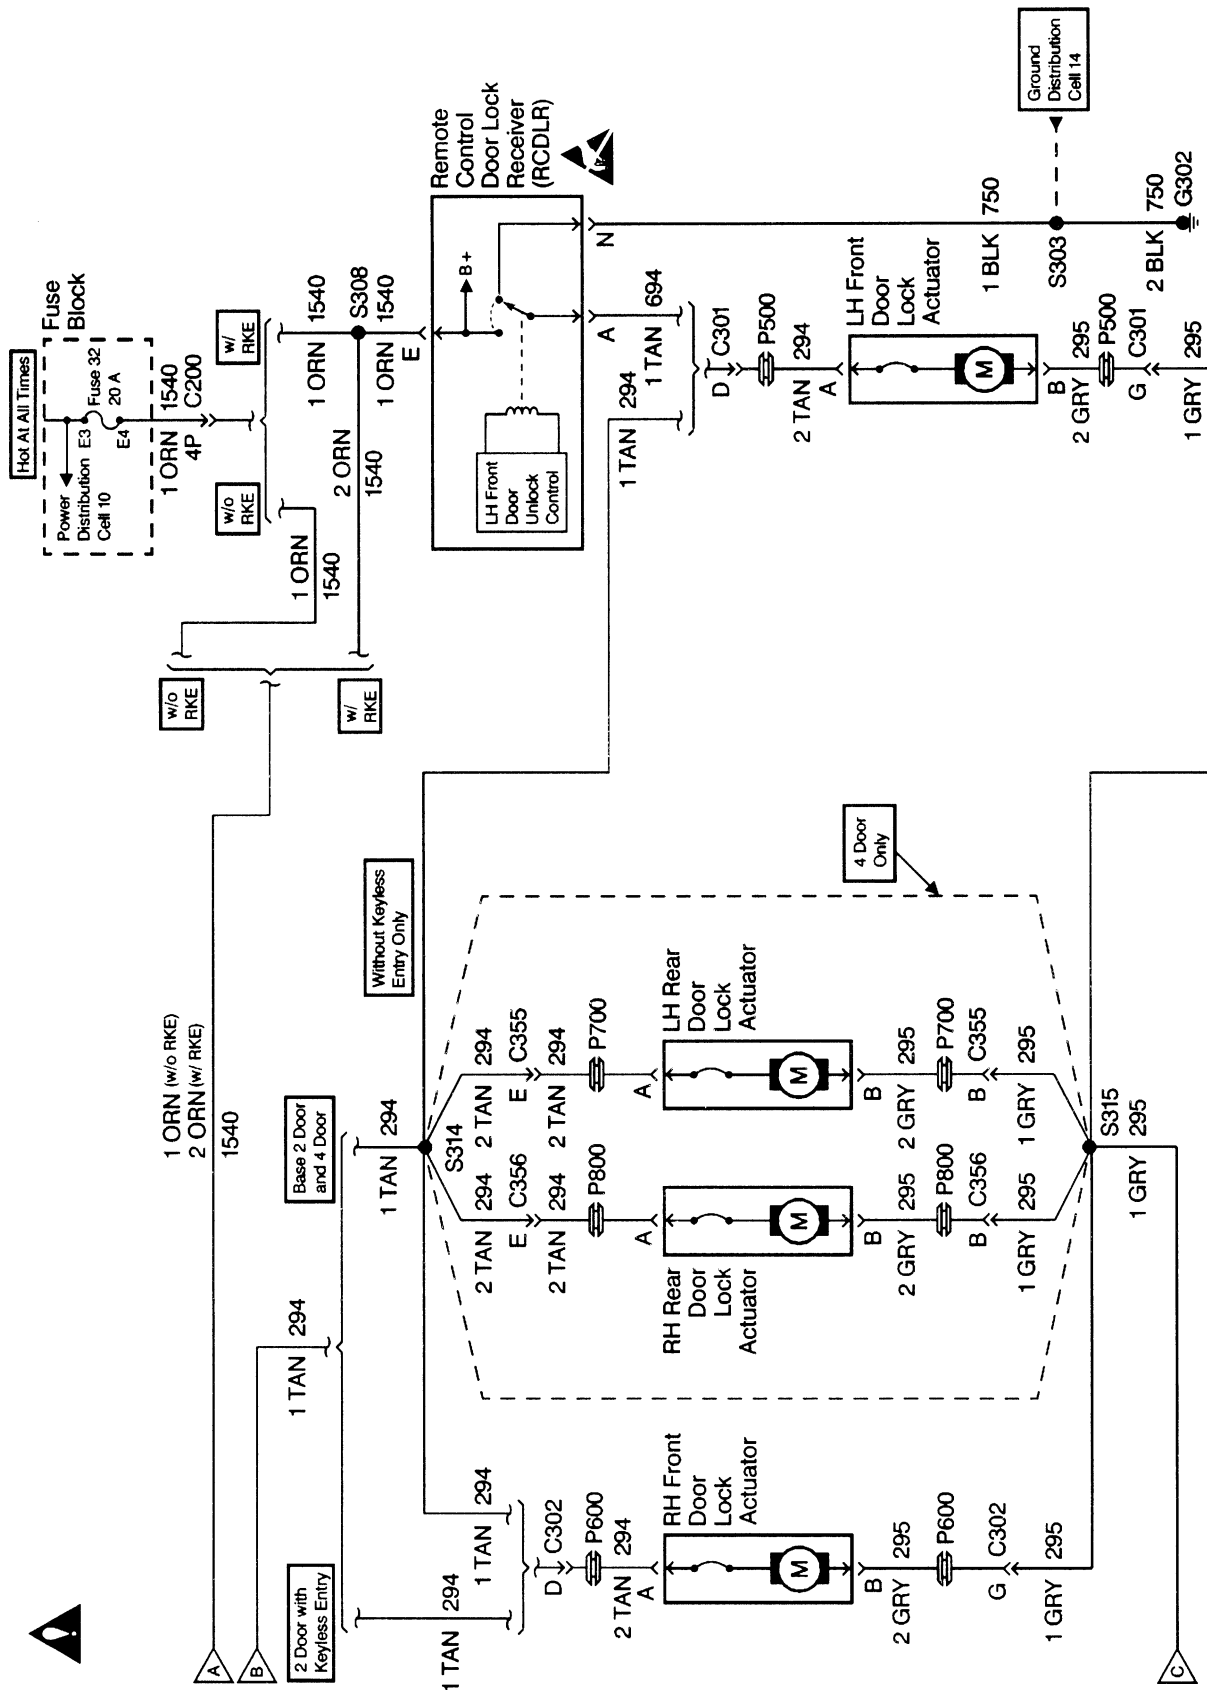 Hot At All Times
Fuse
Block
Power
Distribution
Cell 10
E3
E4
Fuse 32
20 A
1 ORN
1540
4P
C200
w/o
RKE
w/
RKE
1 ORN
1540
1 ORN
1540
S308
2 ORN
1540
1 ORN
1540
E
w/o
RKE
w/
RKE
Remote
Control
Door Lock
Receiver
(RCDLR)
B+
LH Front
Door
Unlock
Control
A
N
1 TAN
294
1 TAN
694
D
C301
P500
2 TAN
294
A
LH Front
Door
Lock
Actuator
M
B
2 GRY
295
P500
G
C301
1 GRY
295
1 BLK
750
S303
Ground
Distribution
Cell 14
2 BLK
750
G302
1 ORN (w/o RKE)
2 ORN (w/ RKE)
1540
A
B
1 TAN
294
2 Door with
Keyless Entry
Base 2 Door
and 4 Door
1 TAN
294
S314
Without Keyless
Entry Only
4 Door
Only
1 TAN
294
1 TAN
294
D
C302
P600
2 TAN
294
A
RH Front
Door
Lock
Actuator
M
B
2 GRY
295
P600
G
C302
1 GRY
295
2 TAN
294
E
C356
2 TAN
294
P800
A
RH Rear
Door
Lock
Actuator
M
B
2 GRY
295
P800
B
C356
1 GRY
295
2 TAN
294
E
C355
2 TAN
294
P700
A
LH Rear
Door
Lock
Actuator
M
B
2 GRY
295
P700
B
C355
1 GRY
295
S315
1 GRY
295
C